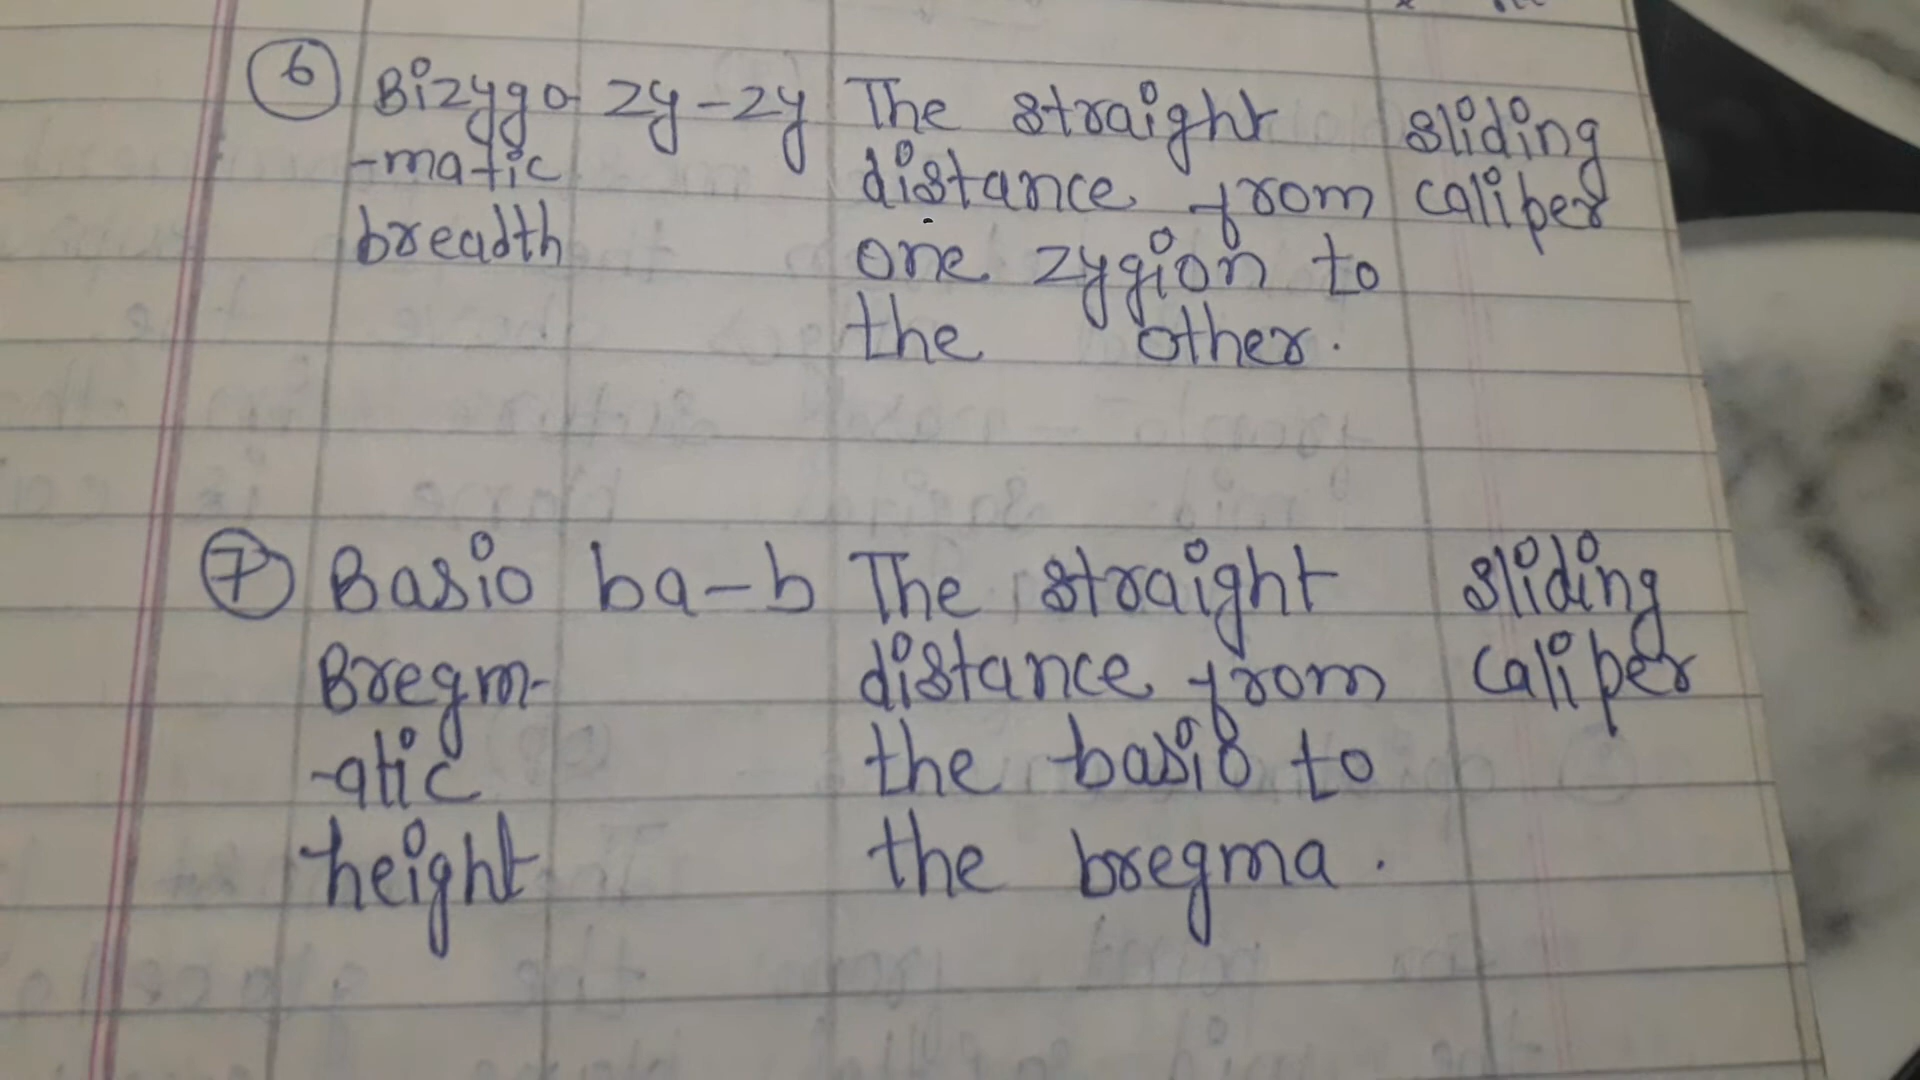 6 Bizygo- zy-zy The straight sliding
-matic distance from caliper
breadth one zygion to
the other.
7 Basio ba-b The straight sliding
Bregm- distance from caliper
-atic the basio to
height the bregma.